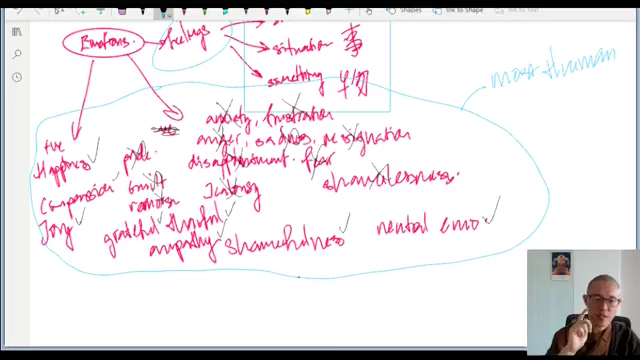 Emotions.
feelings
situation 事
something 物
most Human
anxiety, frustration
anger, sadness, resignation
+ve
Happiness pride. disappointment. fear
Compassion Guilt Jealousy shamelessness.
remorse
Joy grateful thankful
empathy shamefulness neutral emo